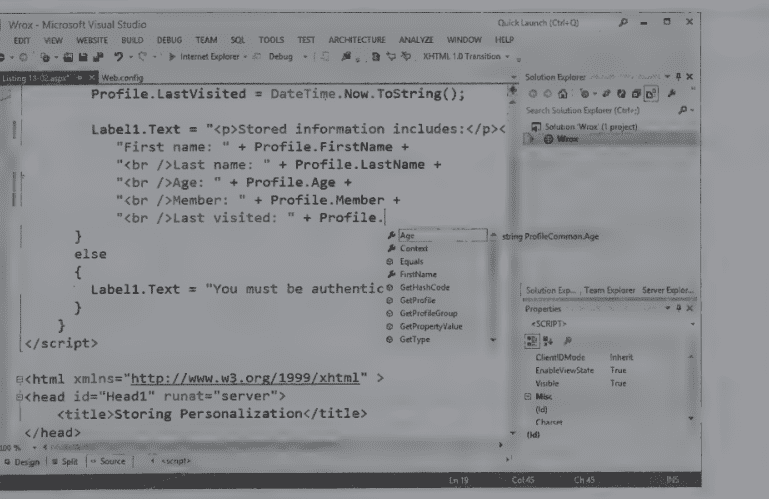 Wrox - Microsoft Visual Studio
Quick Launch (Ctrl+Q)
EDIT VIEW WEBSITE BUILD DEBUG TEAM SQL TOOLS TEST ARCHITECTURE ANALYZE WINDOW HELP
Internet Explorer Debug XHTML 1.0 Transition
Listing 13-02.aspx* Web.config
Profile.LastVisited = DateTime.Now.ToString();
Label1.Text = "<p>Stored information includes:</p><
"First name: " + Profile.FirstName +
"<br />Last name: " + Profile.LastName +
"<br />Age: " + Profile.Age +
"<br />Member: " + Profile.Member +
"<br />Last visited: " + Profile.
}
else
{
Label1.Text = "You must be authentic
}
}
</script>
<html xmlns="http://www.w3.org/1999/xhtml" >
<head id="Head1" runat="server">
<title>Storing Personalization</title>
</head>
Age
Context
Equals
FirstName
GetHashCode
GetProfile
GetProfileGroup
GetPropertyValue
GetType
string ProfileCommon.Age
100 %
Design Split Source <script>
Solution Explorer
Search Solution Explorer (Ctrl+;)
Solution 'Wrox' (1 project)
Wrox
Solution Exp... Team Explorer Server Explor...
Properties
<SCRIPT>
ClientIDMode Inherit
EnableViewState True
Visible True
Misc
(Id)
Charset
(Id)
Ln 19 Col 45 Ch 45 INS